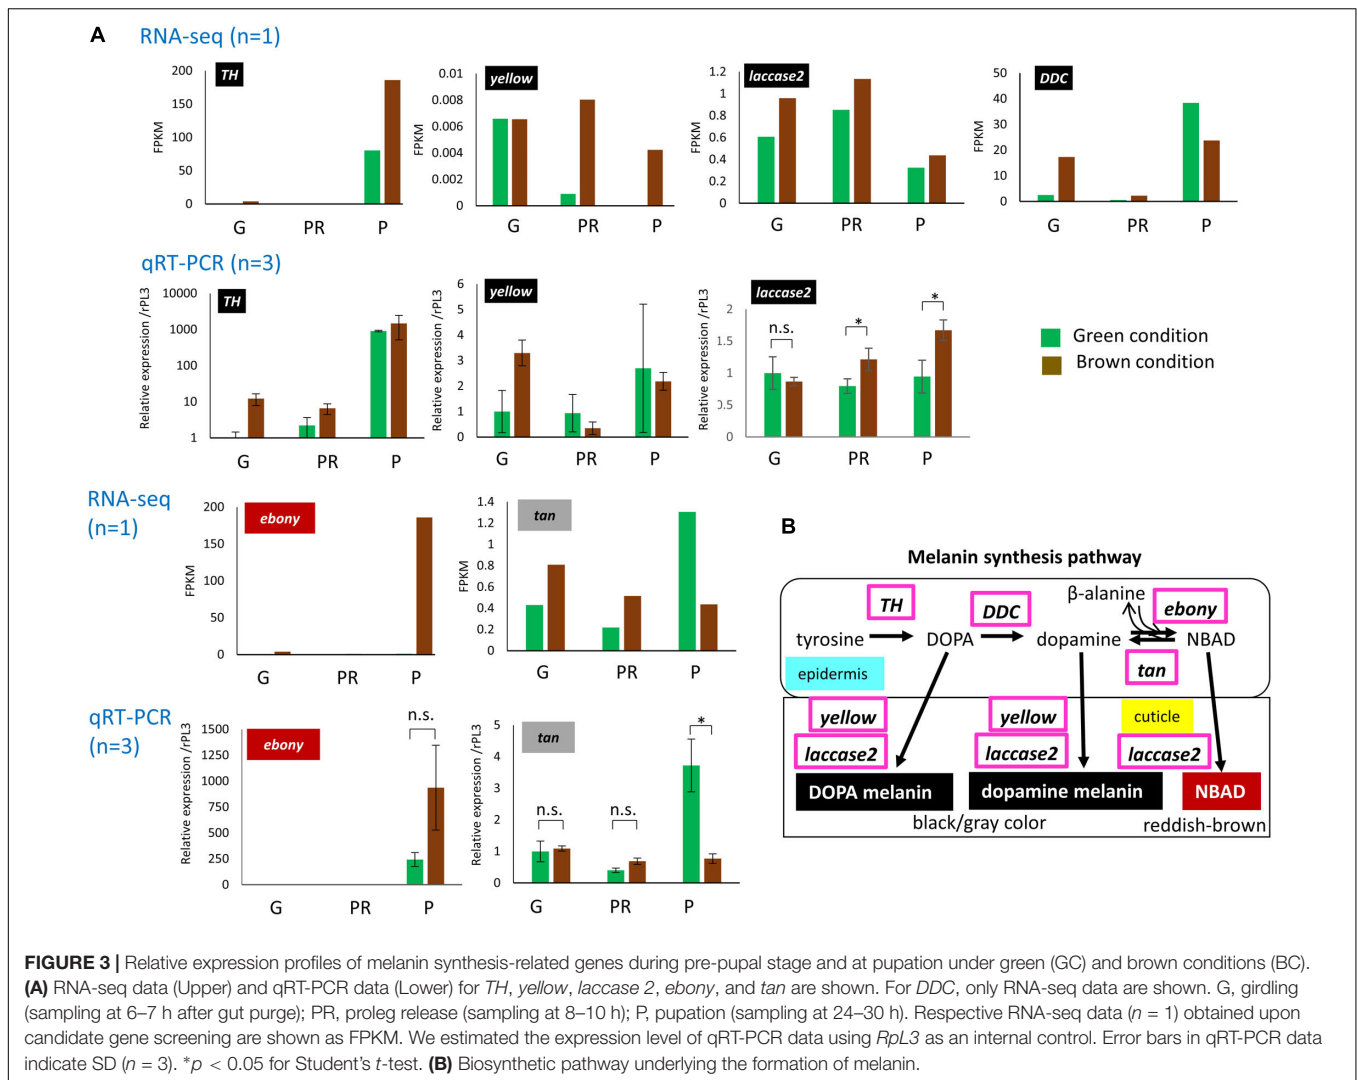 A
RNA-seq (n=1)
TH
FPKM
200
150
100
50
0
G PR P
yellow
FPKM
0.01
0.008
0.006
0.004
0.002
0
G PR P
laccase2
FPKM
1.2
1
0.8
0.6
0.4
0.2
0
G PR P
DDC
FPKM
50
40
30
20
10
0
G PR P
qRT-PCR (n=3)
TH
Relative expression /rPL3
10000
1000
100
10
1
G PR P
yellow
Relative expression /rPL3
6
5
4
3
2
1
0
G PR P
laccase2
Relative expression /rPL3
2
1.5
1
0.5
0
n.s. * *
G PR P
Green condition
Brown condition
RNA-seq
(n=1)
ebony
FPKM
200
150
100
50
0
G PR P
tan
FPKM
1.4
1.2
1
0.8
0.6
0.4
0.2
0
G PR P
qRT-PCR
(n=3)
ebony
Relative expression /rPL3
1500
1250
1000
750
500
250
0
n.s.
G PR P
tan
Relative expression /rPL3
5
4
3
2
1
0
n.s. n.s. *
G PR P
B
Melanin synthesis pathway
TH DDC β-alanine ebony
tyrosine DOPA dopamine NBAD
epidermis tan
yellow yellow cuticle
laccase2 laccase2 laccase2
DOPA melanin dopamine melanin NBAD
black/gray color reddish-brown
FIGURE 3 | Relative expression profiles of melanin synthesis-related genes during pre-pupal stage and at pupation under green (GC) and brown conditions (BC).
(A) RNA-seq data (Upper) and qRT-PCR data (Lower) for TH, yellow, laccase 2, ebony, and tan are shown. For DDC, only RNA-seq data are shown. G, girdling
(sampling at 6–7 h after gut purge); PR, proleg release (sampling at 8–10 h); P, pupation (sampling at 24–30 h). Respective RNA-seq data (n = 1) obtained upon
candidate gene screening are shown as FPKM. We estimated the expression level of qRT-PCR data using RpL3 as an internal control. Error bars in qRT-PCR data
indicate SD (n = 3). *p < 0.05 for Student's t-test. (B) Biosynthetic pathway underlying the formation of melanin.